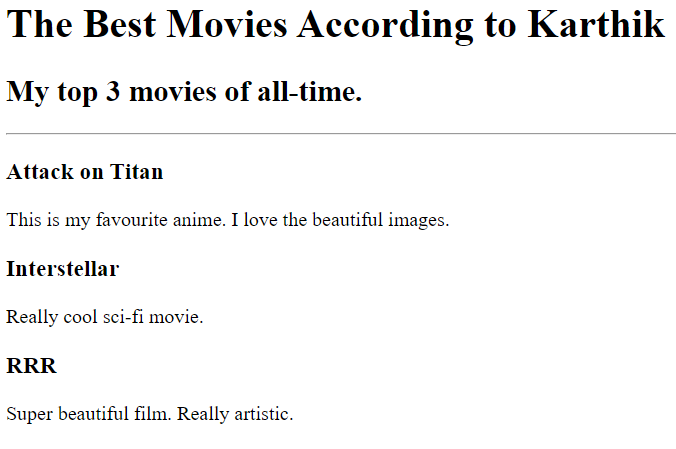 The Best Movies According to Karthik
My top 3 movies of all-time.
Attack on Titan
This is my favourite anime. I love the beautiful images.
Interstellar
Really cool sci-fi movie.
RRR
Super beautiful film. Really artistic.